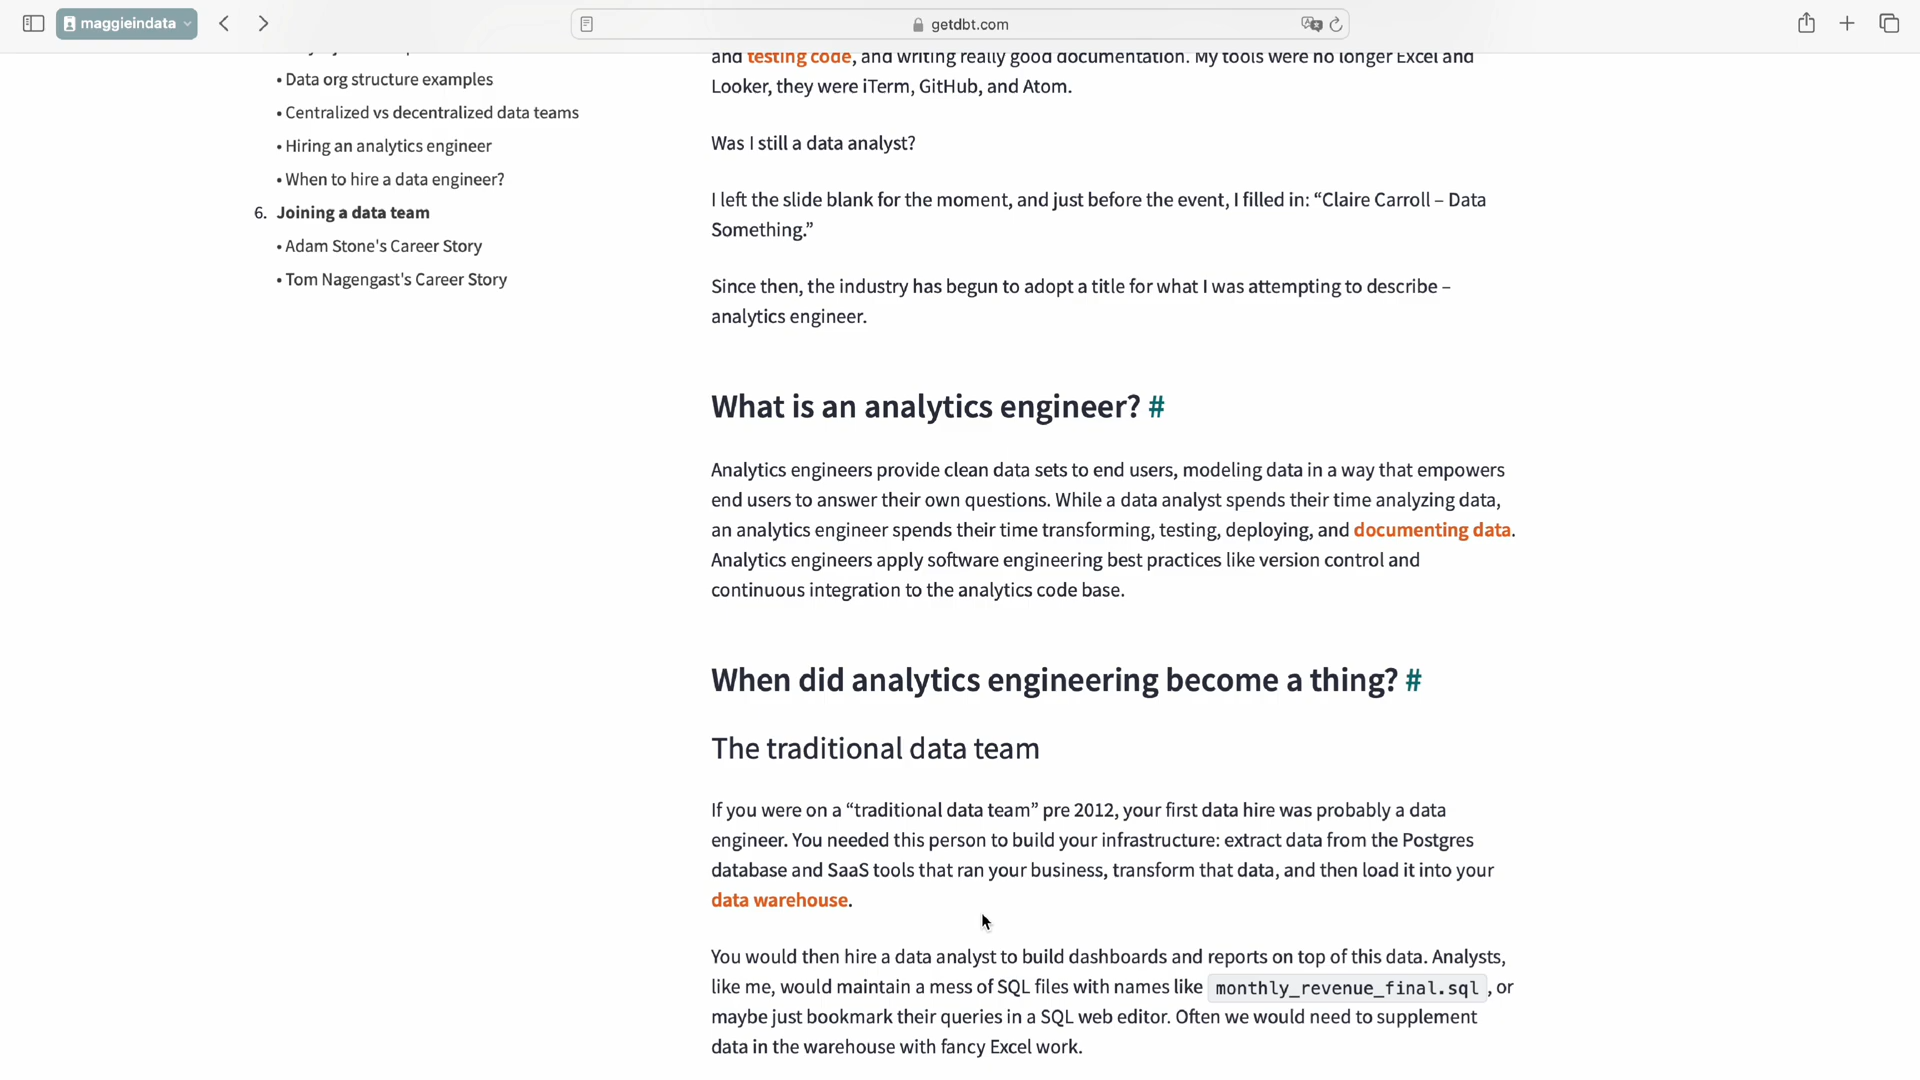 maggieindata
getdbt.com
• Data org structure examples
• Centralized vs decentralized data teams
• Hiring an analytics engineer
• When to hire a data engineer?
6. Joining a data team
• Adam Stone's Career Story
• Tom Nagengast's Career Story
and testing code, and writing really good documentation. My tools were no longer Excel and
Looker, they were iTerm, GitHub, and Atom.
Was I still a data analyst?
I left the slide blank for the moment, and just before the event, I filled in: “Claire Carroll – Data
Something.”
Since then, the industry has begun to adopt a title for what I was attempting to describe –
analytics engineer.
What is an analytics engineer? #
Analytics engineers provide clean data sets to end users, modeling data in a way that empowers
end users to answer their own questions. While a data analyst spends their time analyzing data,
an analytics engineer spends their time transforming, testing, deploying, and documenting data.
Analytics engineers apply software engineering best practices like version control and
continuous integration to the analytics code base.
When did analytics engineering become a thing? #
The traditional data team
If you were on a “traditional data team” pre 2012, your first data hire was probably a data
engineer. You needed this person to build your infrastructure: extract data from the Postgres
database and SaaS tools that ran your business, transform that data, and then load it into your
data warehouse.
You would then hire a data analyst to build dashboards and reports on top of this data. Analysts,
like me, would maintain a mess of SQL files with names like monthly_revenue_final.sql, or
maybe just bookmark their queries in a SQL web editor. Often we would need to supplement
data in the warehouse with fancy Excel work.